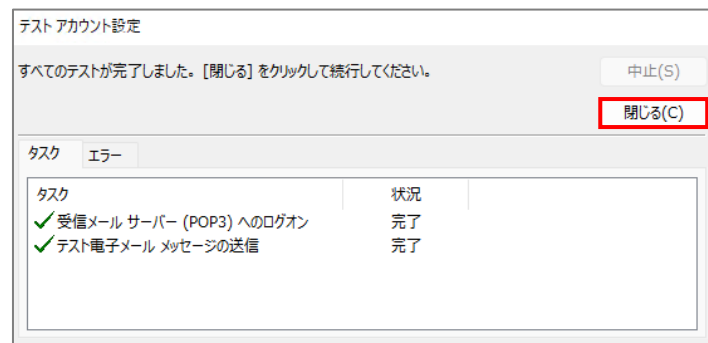 テスト アカウント設定
すべてのテストが完了しました。[閉じる] をクリックして続行してください。
中止(S)
閉じる(C)
タスク エラー
タスク 状況
受信メール サーバー (POP3) へのログオン 完了
テスト電子メール メッセージの送信 完了